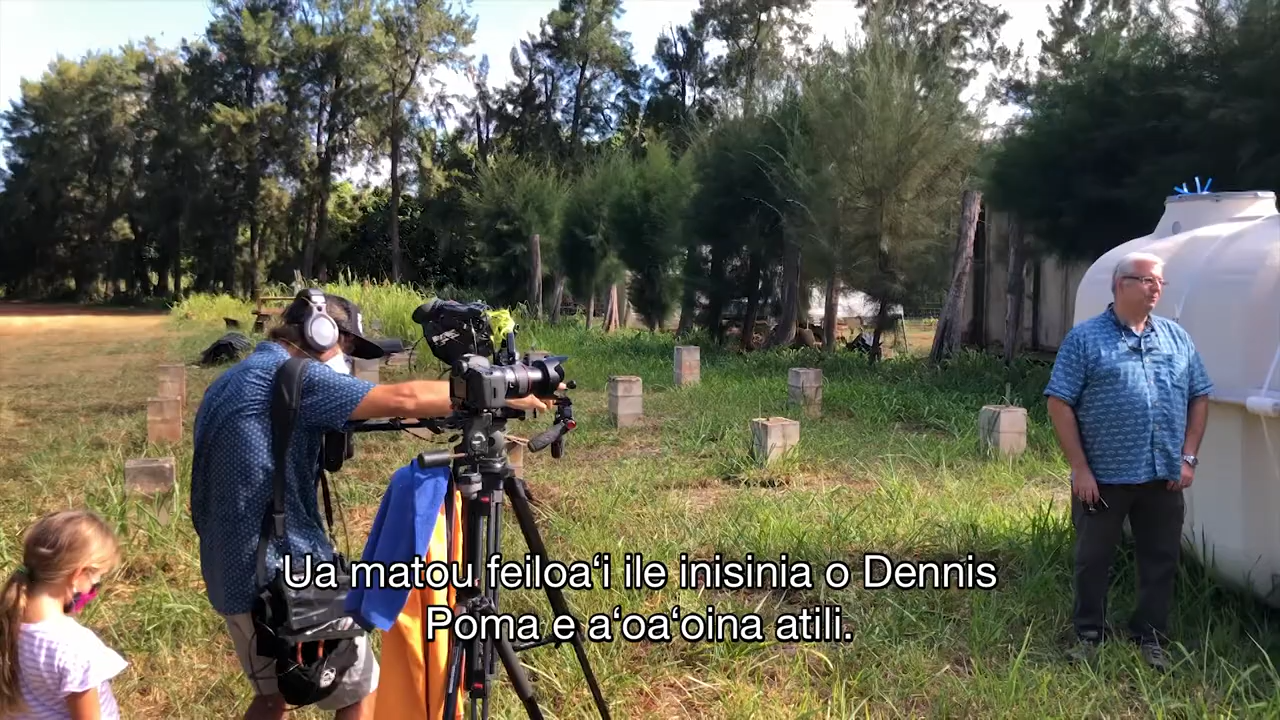 Ua matou feiloa‘i ile inisinia o Dennis
Poma e a‘oa‘oina atili.